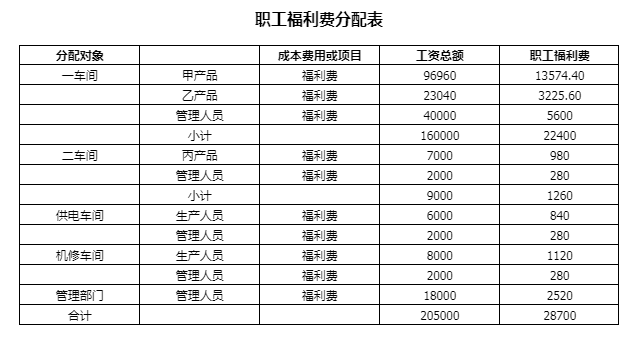 职工福利费分配表
分配对象 成本费用或项目 工资总额 职工福利费
一车间 甲产品 福利费 96960 13574.40
乙产品 福利费 23040 3225.60
管理人员 福利费 40000 5600
小计 160000 22400
二车间 丙产品 福利费 7000 980
管理人员 福利费 2000 280
小计 9000 1260
供电车间 生产人员 福利费 6000 840
管理人员 福利费 2000 280
机修车间 生产人员 福利费 8000 1120
管理人员 福利费 2000 280
管理部门 管理人员 福利费 18000 2520
合计 205000 28700